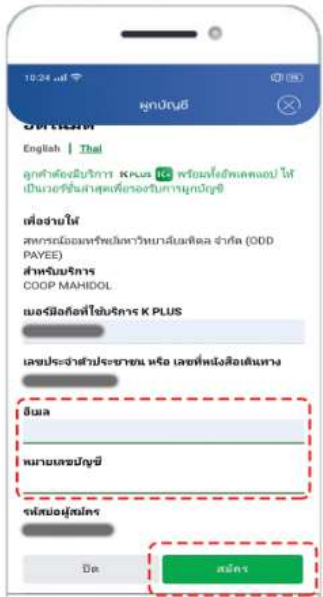 10:24
ผูกบัญชี
อัตโนมัติ
English | Thai
ลูกค้าต้องมีบริการ K PLUS K+ พร้อมทั้งอัพเดตแอป ให้
เป็นเวอร์ชั่นล่าสุดเพื่อรองรับการผูกบัญชี
เพื่อจ่ายให้
สหกรณ์ออมทรัพย์มหาวิทยาลัยมหิดล จำกัด (ODD
PAYEE)
สำหรับบริการ
COOP MAHIDOL
เบอร์มือถือที่ใช้บริการ K PLUS
เลขประจำตัวประชาชน หรือ เลขที่หนังสือเดินทาง
อีเมล
หมายเลขบัญชี
รหัสย่อผู้สมัคร
ปิด
สมัคร